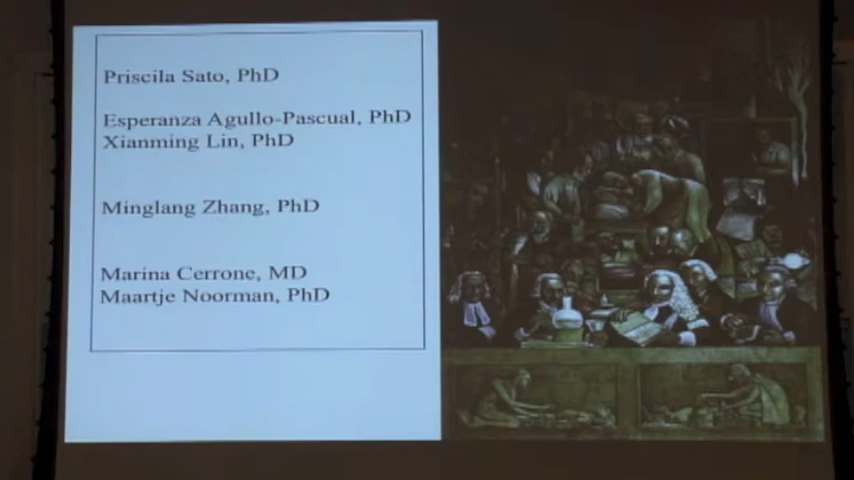 Priscila Sato, PhD
Esperanza Agullo-Pascual, PhD
Xianming Lin, PhD
Minglang Zhang, PhD
Marina Cerrone, MD
Maartje Noorman, PhD